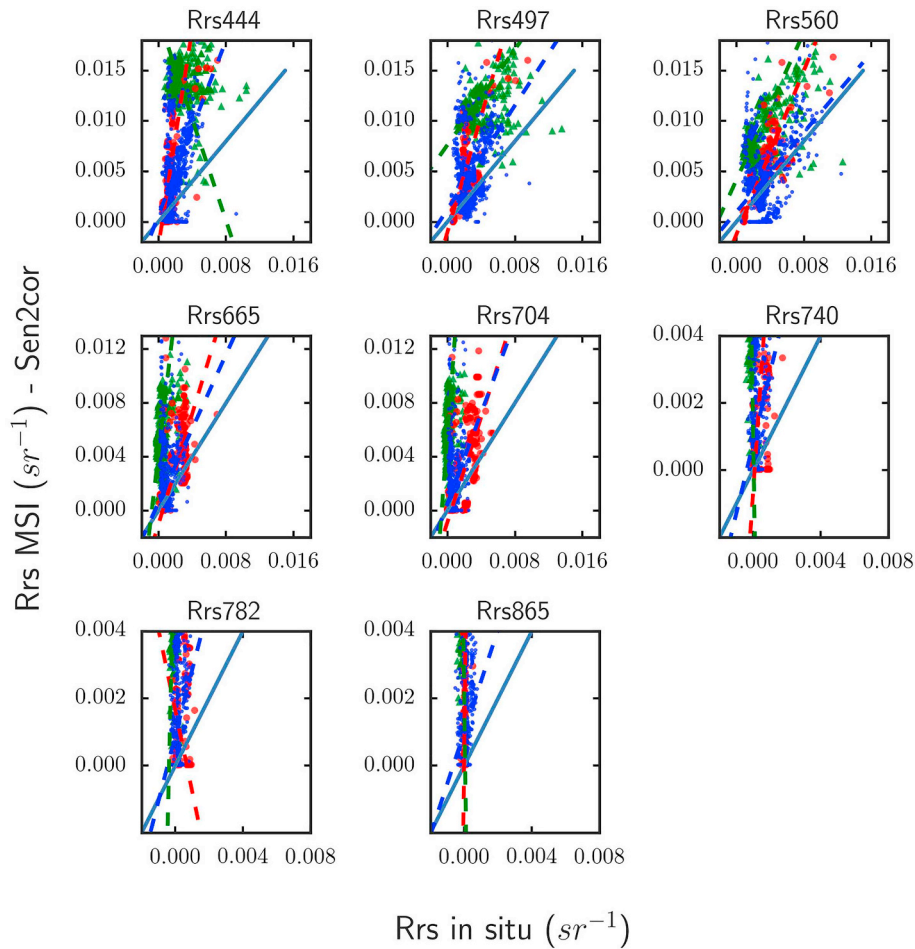 Rrs444 Rrs497 Rrs560
0.015 0.015 0.015
0.010 0.010 0.010
0.005 0.005 0.005
0.000 0.000 0.000
0.000 0.008 0.016 0.000 0.008 0.016 0.000 0.008 0.016
Rrs MSI (sr⁻¹) - Sen2cor
Rrs665 Rrs704 Rrs740
0.012 0.012 0.004
0.008 0.008 0.002
0.004 0.004 0.000
0.000 0.000
0.000 0.008 0.016 0.000 0.008 0.016 0.000 0.004 0.008
Rrs782 Rrs865
0.004 0.004
0.002 0.002
0.000 0.000
0.000 0.004 0.008 0.000 0.004 0.008
Rrs in situ (sr⁻¹)